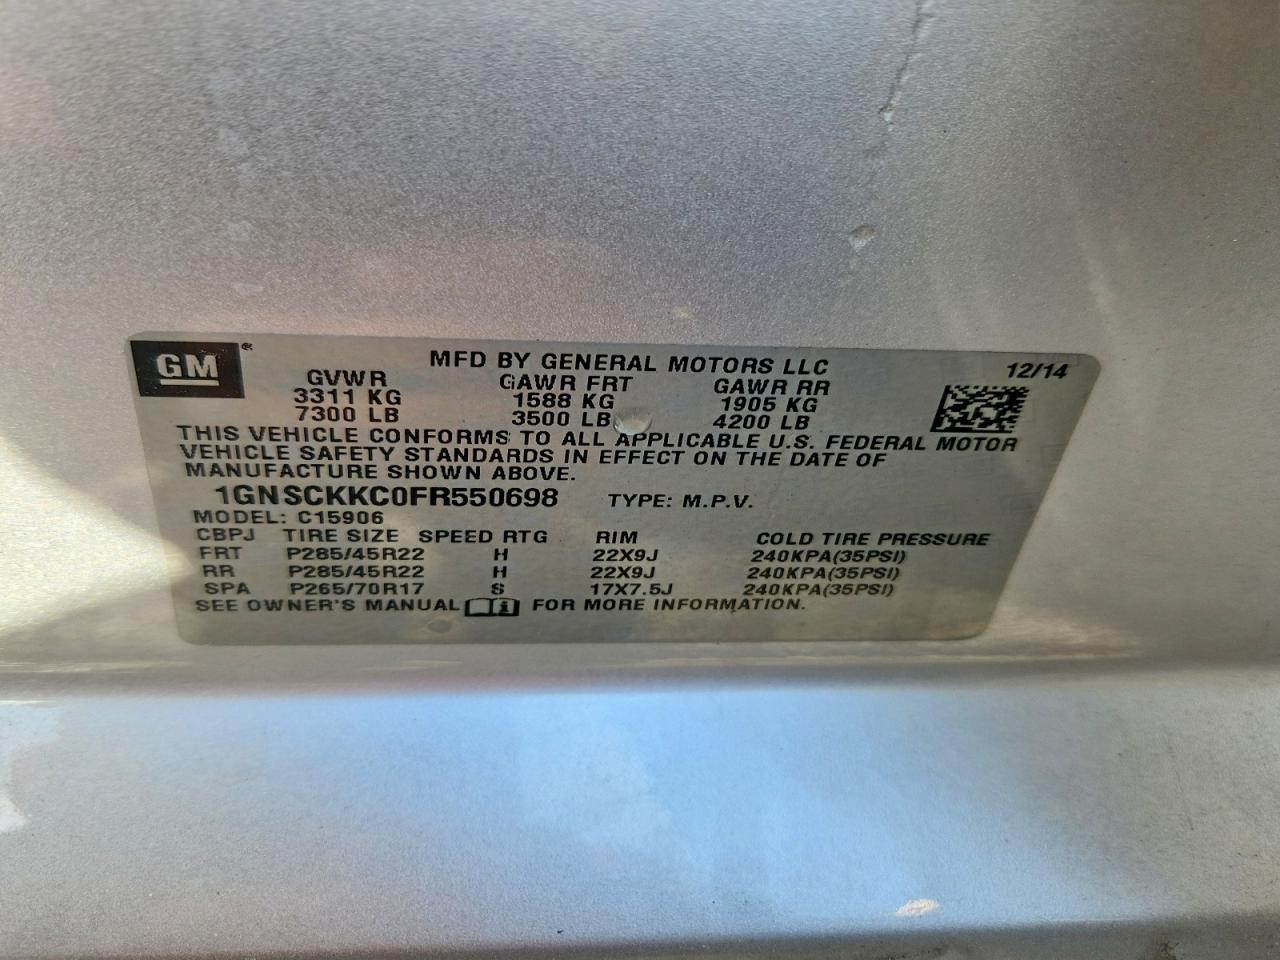 GM ®
MFD BY GENERAL MOTORS LLC 12/14
GVWR GAWR FRT GAWR RR
3311 KG 1588 KG 1905 KG
7300 LB 3500 LB 4200 LB
THIS VEHICLE CONFORMS TO ALL APPLICABLE U.S. FEDERAL MOTOR
VEHICLE SAFETY STANDARDS IN EFFECT ON THE DATE OF
MANUFACTURE SHOWN ABOVE.
1GNSCKKC0FR550698 TYPE: M.P.V.
MODEL: C15906
CBPJ TIRE SIZE SPEED RTG RIM COLD TIRE PRESSURE
FRT P285/45R22 H 22X9J 240KPA(35PSI)
RR P285/45R22 H 22X9J 240KPA(35PSI)
SPA P265/70R17 S 17X7.5J 240KPA(35PSI)
SEE OWNER'S MANUAL FOR MORE INFORMATION.